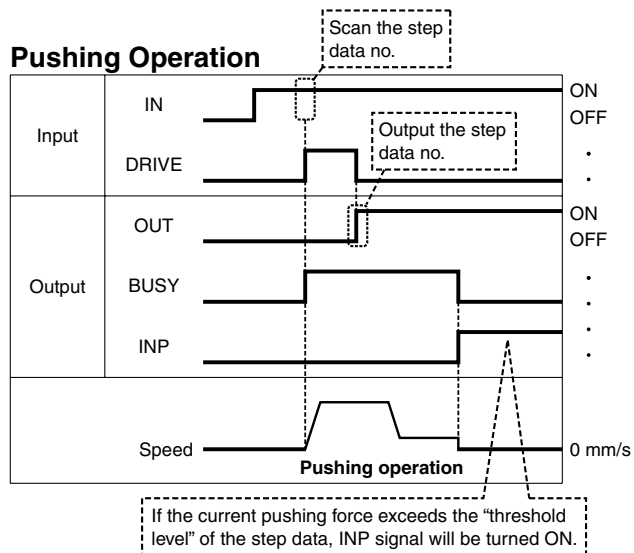 Scan the step
data no.
Pushing Operation
Input
IN
ON
OFF
Output the step
data no.
DRIVE
Output
OUT
ON
OFF
BUSY
INP
Speed
0 mm/s
Pushing operation
If the current pushing force exceeds the “threshold
level” of the step data, INP signal will be turned ON.